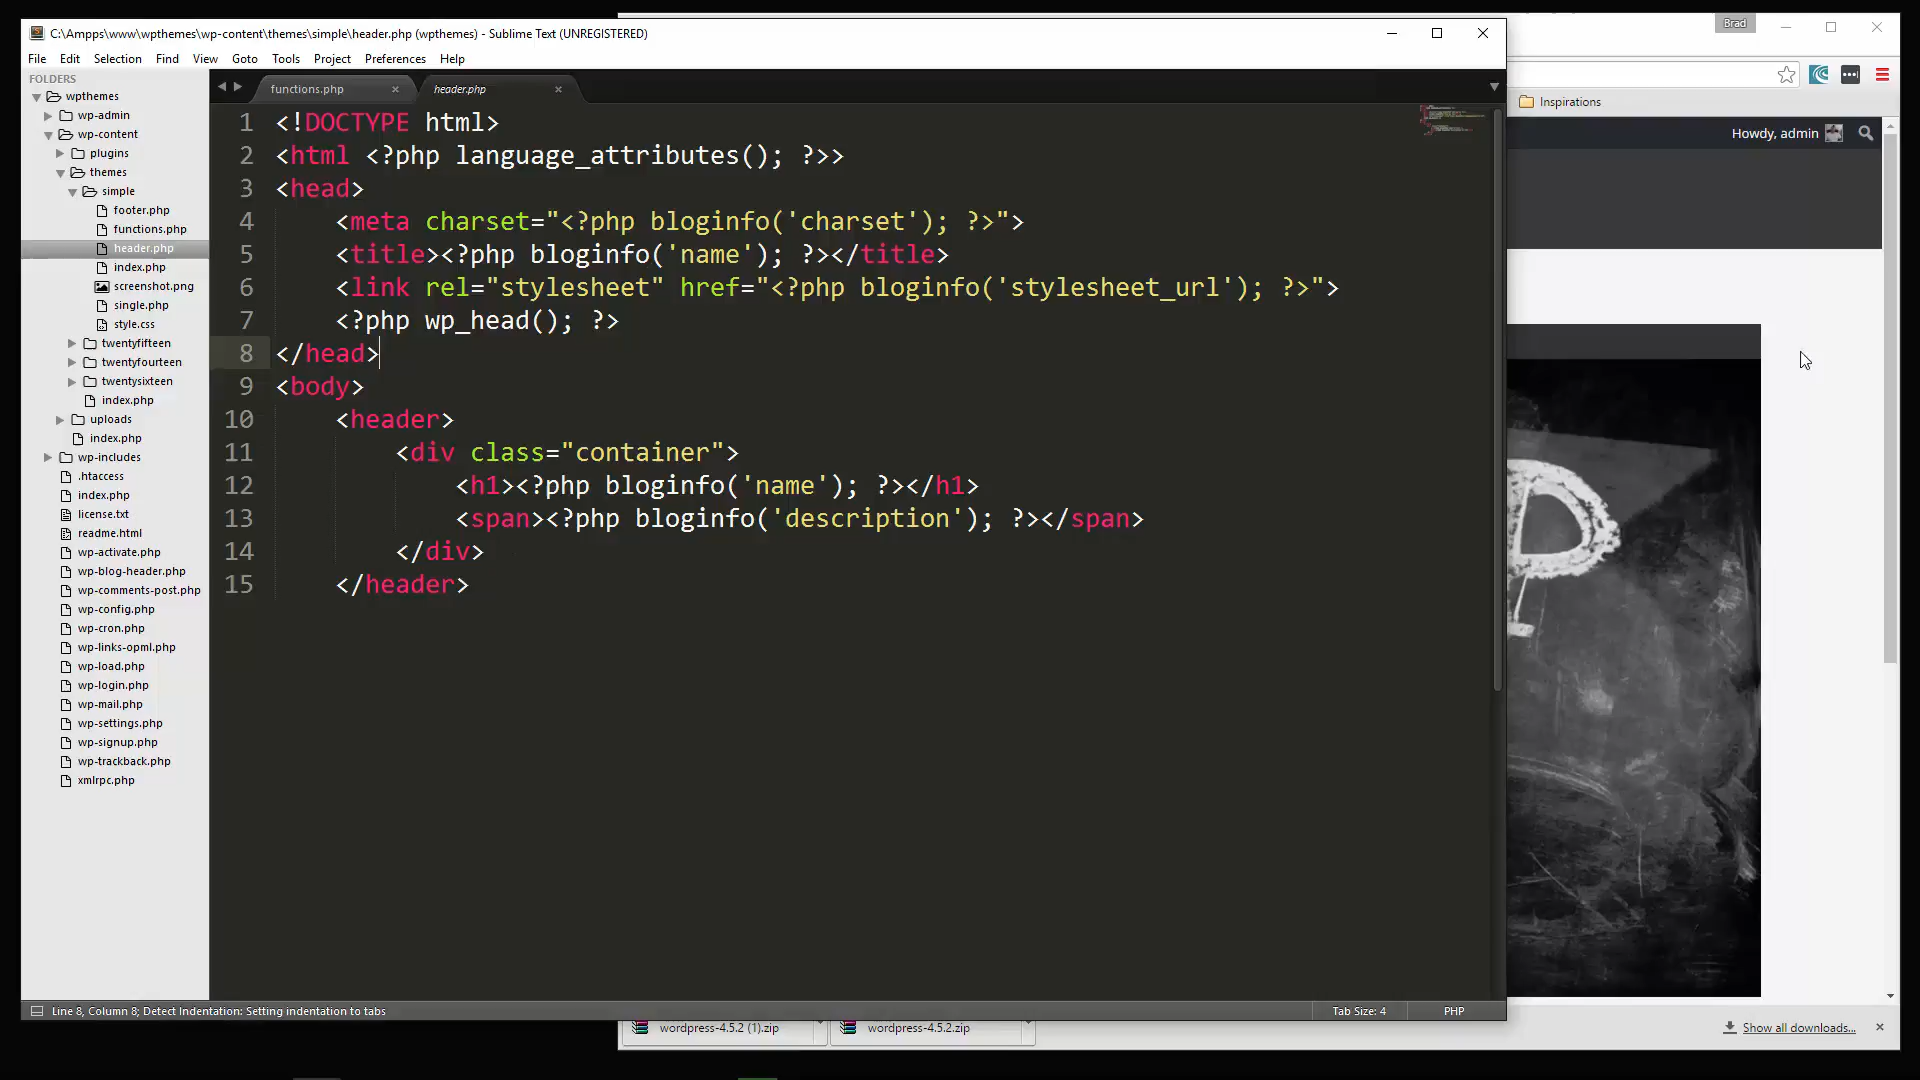 C:\Ampps\www\wpthemes\wp-content\themes\simple\header.php (wpthemes) - Sublime Text (UNREGISTERED)
Brad
File Edit Selection Find View Goto Tools Project Preferences Help
FOLDERS
wpthemes
wp-admin
wp-content
plugins
themes
simple
footer.php
functions.php
header.php
index.php
screenshot.png
single.php
style.css
twentyfifteen
twentyfourteen
twentysixteen
index.php
uploads
index.php
wp-includes
.htaccess
index.php
license.txt
readme.html
wp-activate.php
wp-blog-header.php
wp-comments-post.php
wp-config.php
wp-cron.php
wp-links-opml.php
wp-load.php
wp-login.php
wp-mail.php
wp-settings.php
wp-signup.php
wp-trackback.php
xmlrpc.php
functions.php header.php
1 <!DOCTYPE html>
2 <html <?php language_attributes(); ?>>
3 <head>
4 <meta charset="<?php bloginfo('charset'); ?>">
5 <title><?php bloginfo('name'); ?></title>
6 <link rel="stylesheet" href="<?php bloginfo('stylesheet_url'); ?>">
7 <?php wp_head(); ?>
8 </head>
9 <body>
10 <header>
11 <div class="container">
12 <h1><?php bloginfo('name'); ?></h1>
13 <span><?php bloginfo('description'); ?></span>
14 </div>
15 </header>
Inspirations
Howdy, admin
P
Line 8, Column 8; Detect Indentation: Setting indentation to tabs
Tab Size: 4 PHP
wordpress-4.5.2 (1).zip wordpress-4.5.2.zip
Show all downloads...